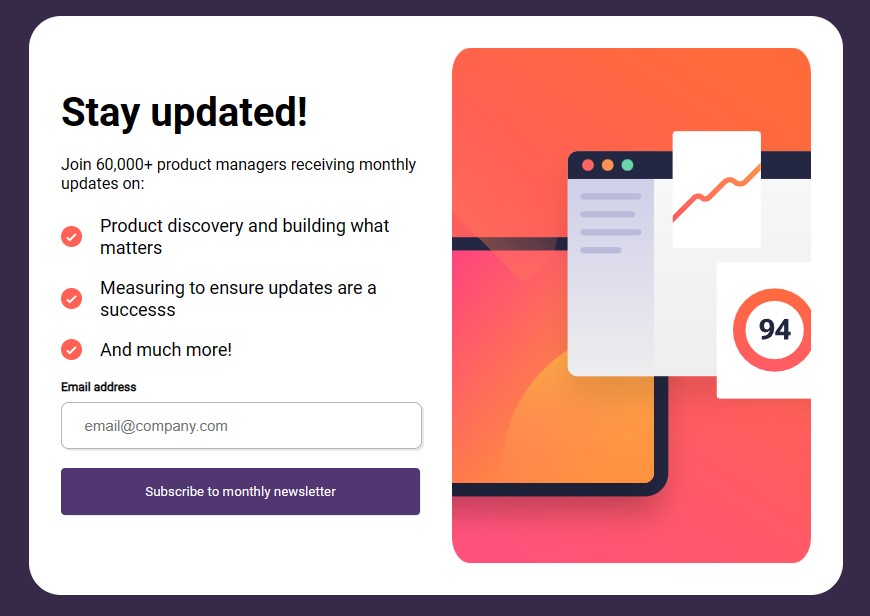 Stay updated!
Join 60,000+ product managers receiving monthly
updates on:
Product discovery and building what
matters
Measuring to ensure updates are a
successs
And much more!
Email address
email@company.com
Subscribe to monthly newsletter
94